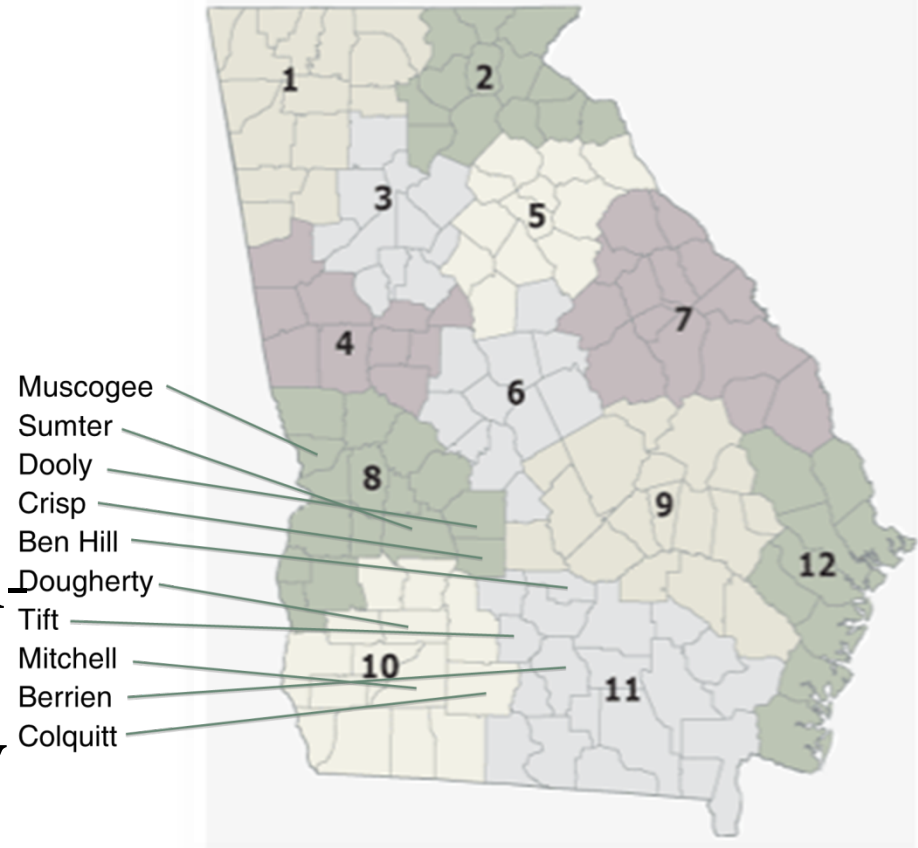 1
2
3
5
7
4
6
Muscogee
Sumter
Dooly
8
Crisp
9
Ben Hill
12
Dougherty
Tift
10
Mitchell
11
Berrien
Colquitt